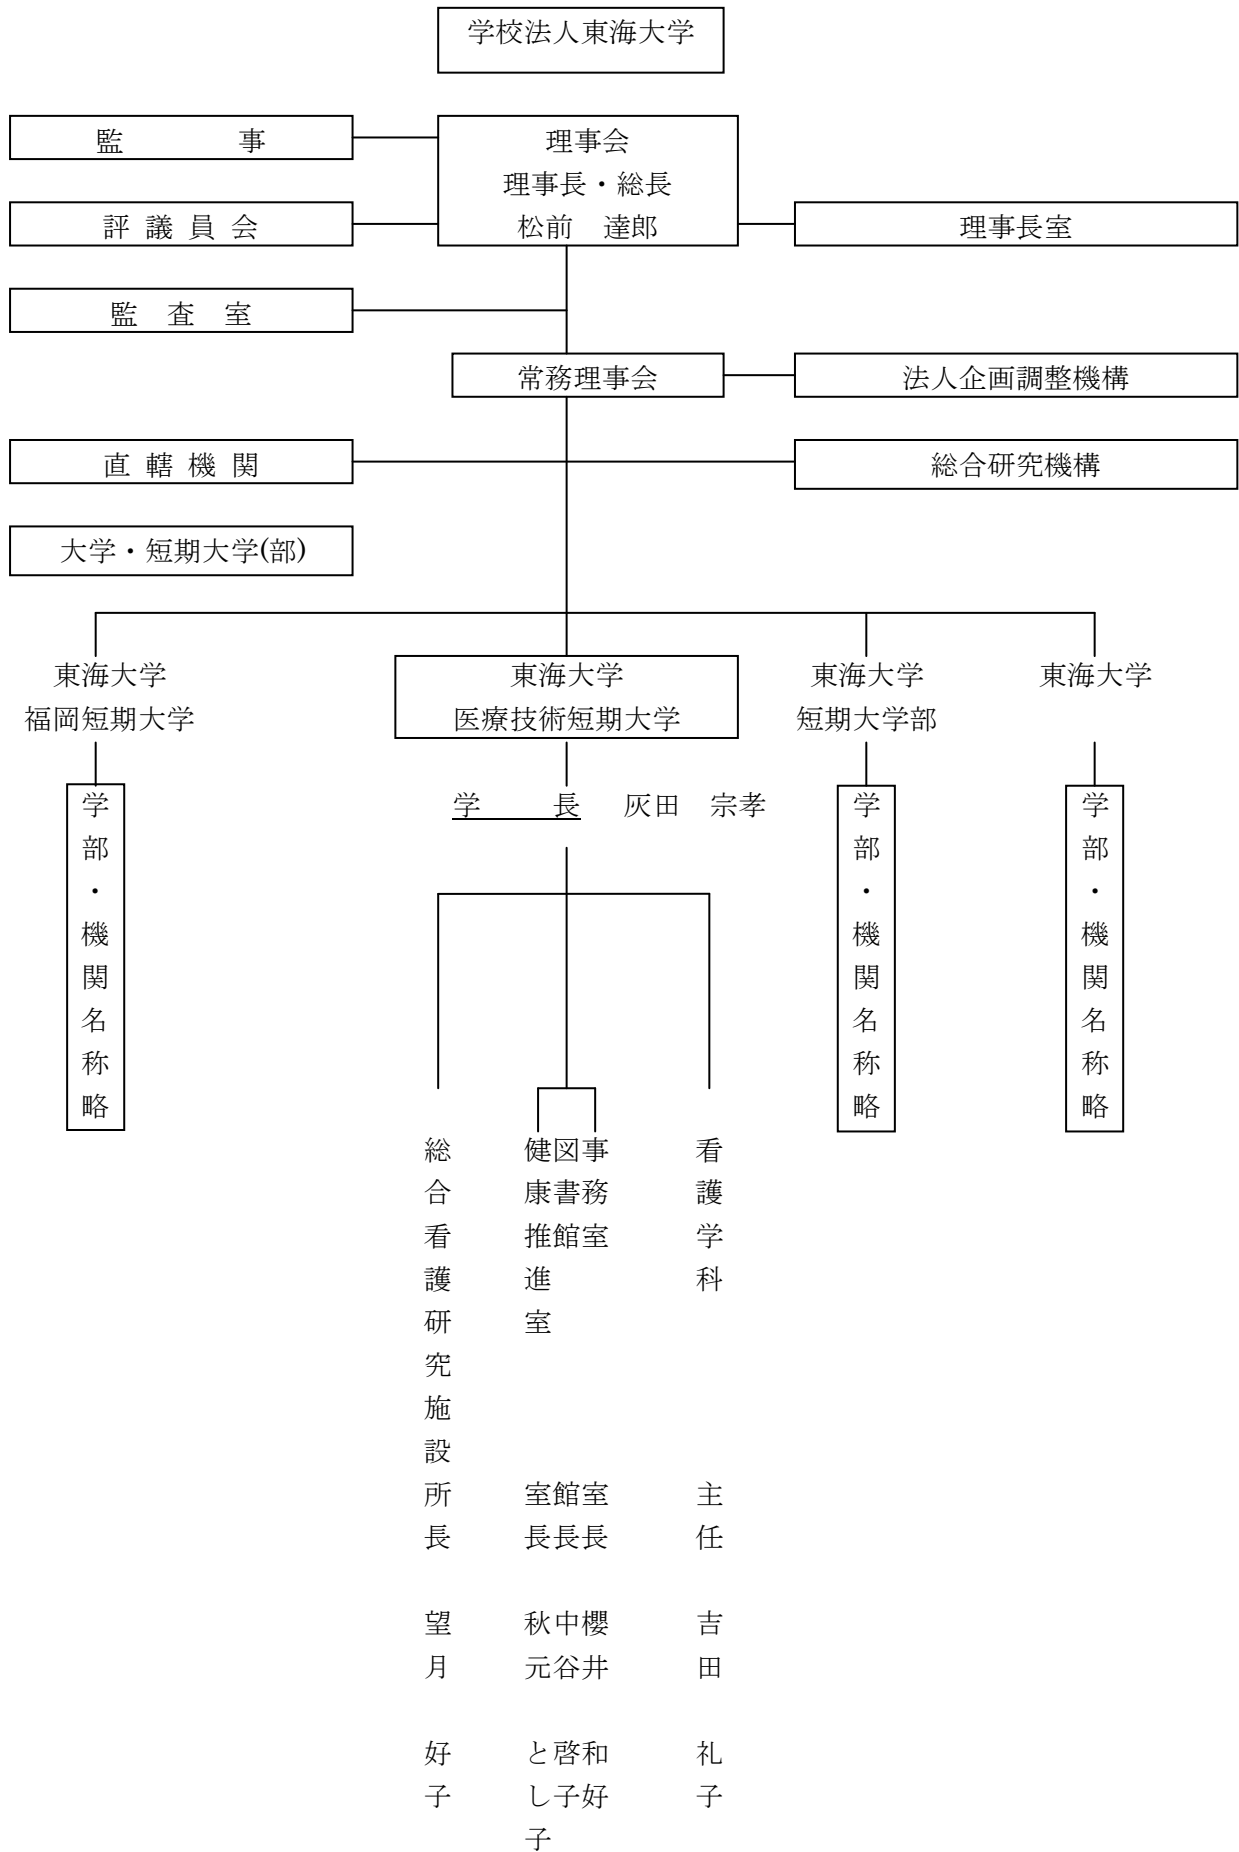 学校法人東海大学
監　事
理事会
理事長・総長
松前　達郎
評議員会
理事長室
監査室
常務理事会
法人企画調整機構
直轄機関
総合研究機構
大学・短期大学(部)
東海大学
福岡短期大学
東海大学
医療技術短期大学
東海大学
短期大学部
東海大学
学部・機関名称略
学　長　灰田　宗孝
学部・機関名称略
学部・機関名称略
総合看護研究施設所長　望月　好子
健康推進室　室長　秋元　とし子
図書館　館長　中谷　啓子
事務室　室長　櫻井　和好
看護学科　主任　吉田　礼子